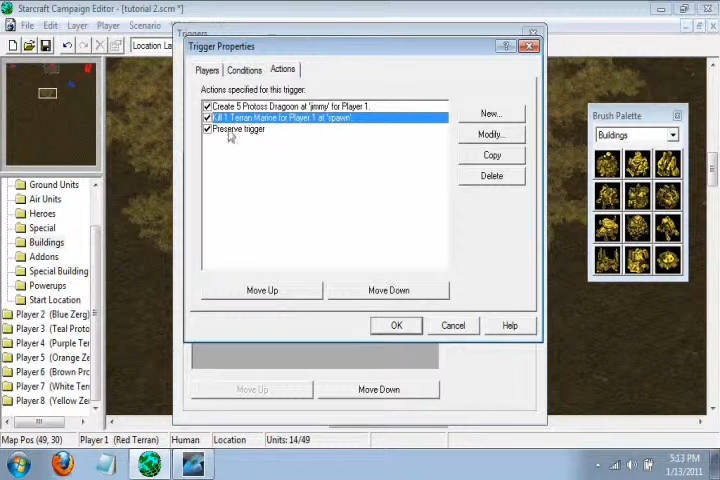 Starcraft Campaign Editor - [tutorial 2.scm *]
File Edit Layer Player Scenario
Location La
Triggers
Trigger Properties
Players Conditions Actions
Actions specified for this trigger:
Create 5 Protoss Dragoon at 'jimmy' for Player 1.
Kill 1 Terran Marine for Player 1 at 'spawn'.
Preserve trigger
New...
Modify...
Copy
Delete
Move Up
Move Down
OK
Cancel
Help
Move Up
Move Down
Brush Palette
Buildings
Ground Units
Air Units
Heroes
Special
Buildings
Addons
Special Building
Powerups
Start Location
Player 2 (Blue Zerg)
Player 3 (Teal Proto
Player 4 (Purple Ter
Player 5 (Orange Ze
Player 6 (Brown Pro
Player 7 (White Terr
Player 8 (Yellow Zer
Map Pos (49, 30)
Player 1 (Red Terran)
Human
Location
Units: 14/49
5:13 PM
1/13/2011